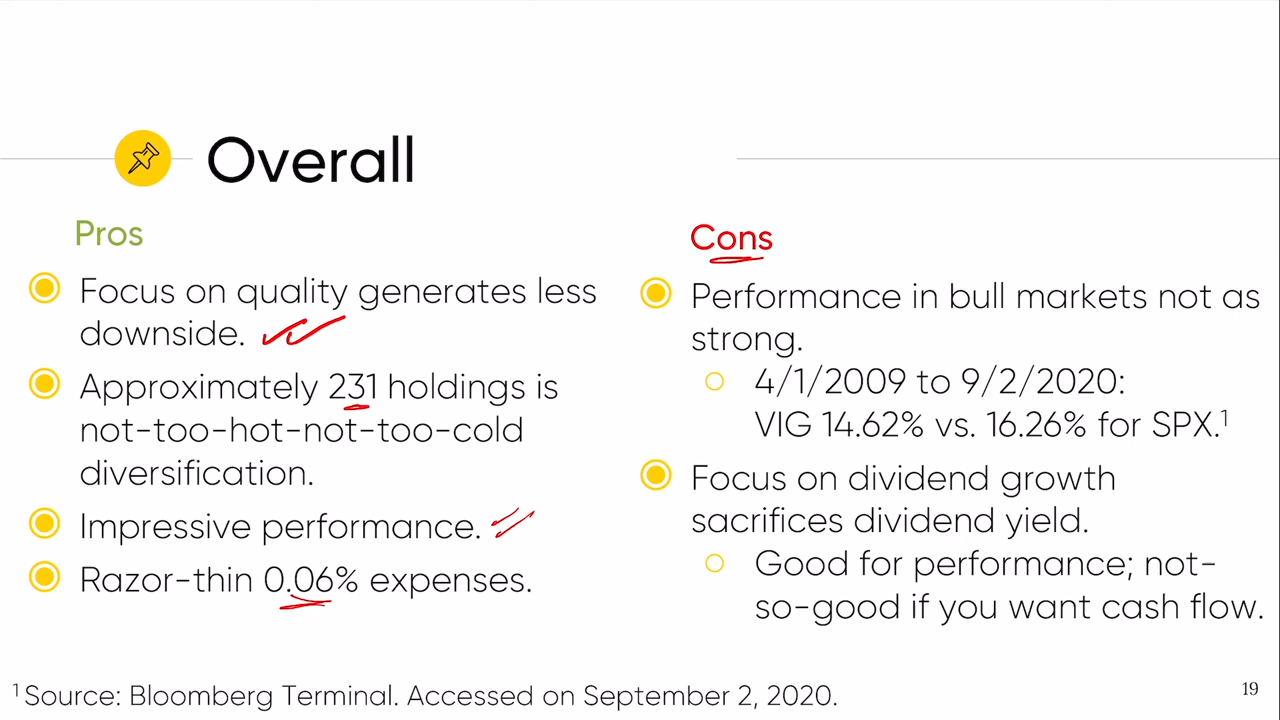 Overall
Pros
Focus on quality generates less
downside.
Approximately 231 holdings is
not-too-hot-not-too-cold
diversification.
Impressive performance.
Razor-thin 0.06% expenses.
Cons
Performance in bull markets not as
strong.
4/1/2009 to 9/2/2020:
VIG 14.62% vs. 16.26% for SPX.¹
Focus on dividend growth
sacrifices dividend yield.
Good for performance; not-
so-good if you want cash flow.
¹ Source: Bloomberg Terminal. Accessed on September 2, 2020.
19